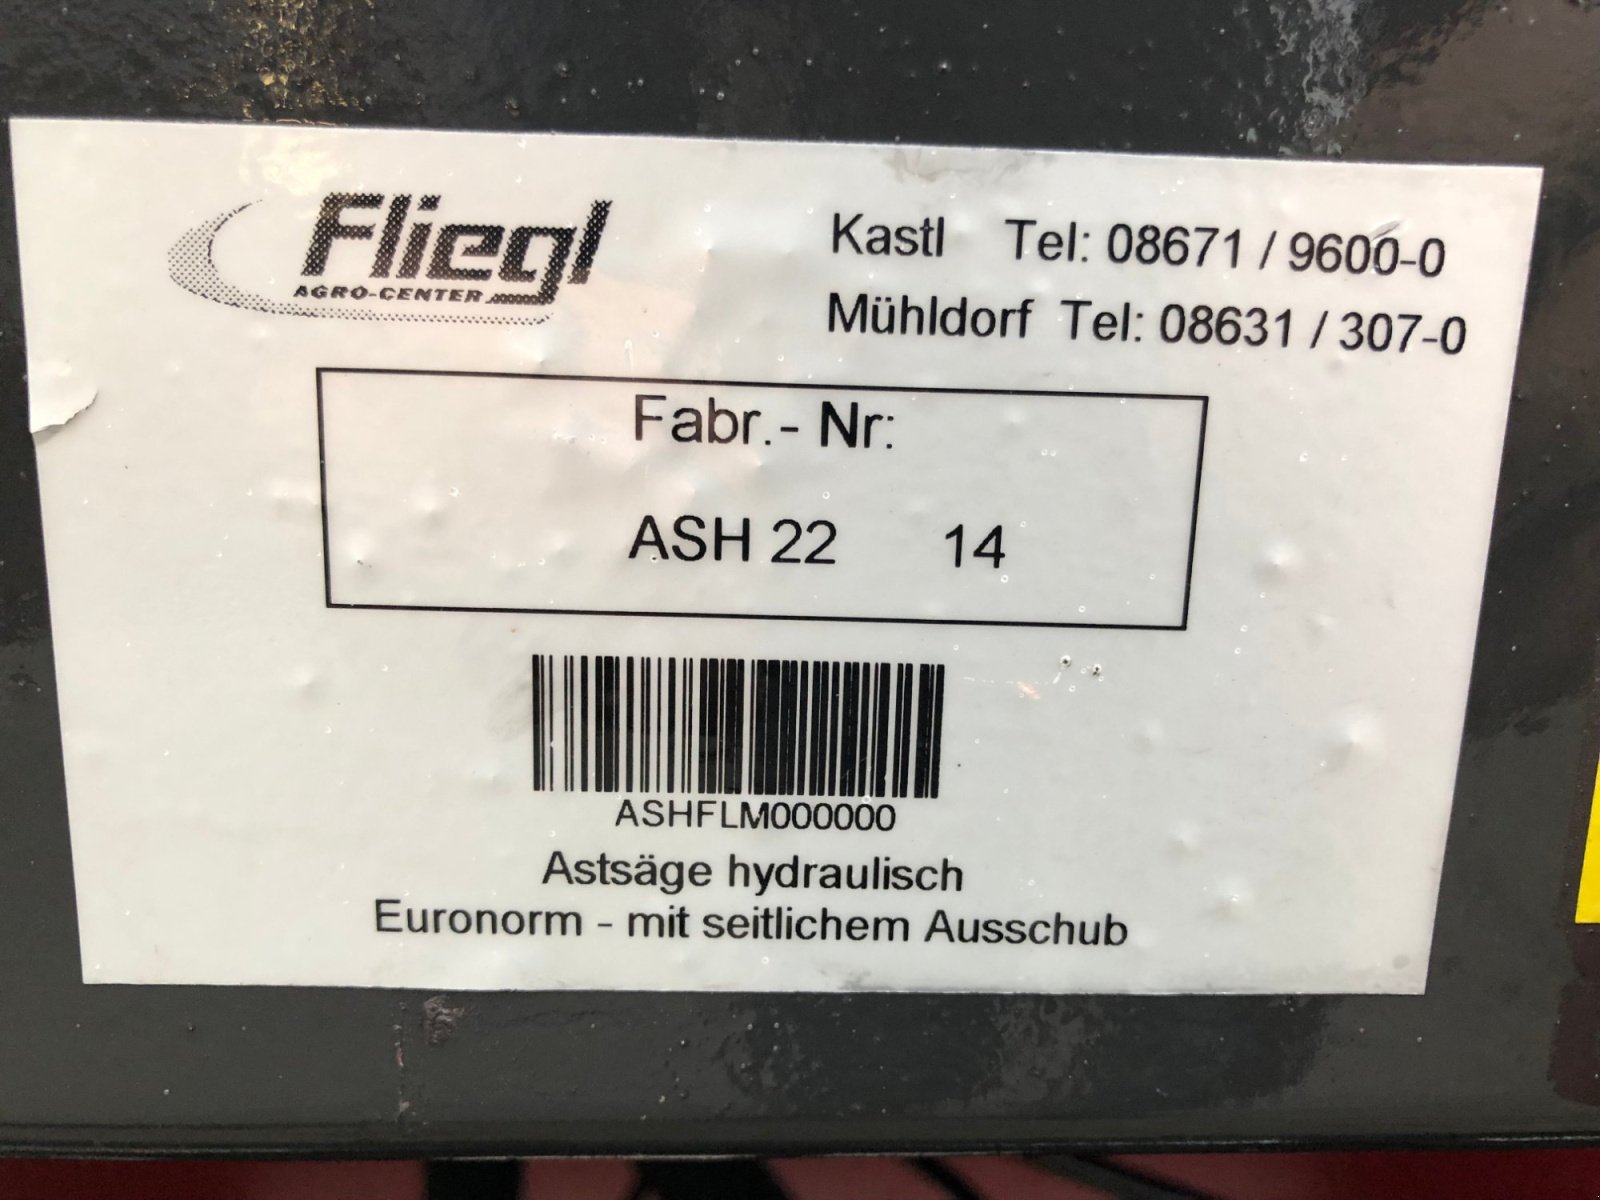 Fliegl
AGRO-CENTER
Kastl Tel: 08671 / 9600-0
Mühldorf Tel: 08631 / 307-0
Fabr.- Nr:
ASH 22 14
ASHFLM000000
Astsäge hydraulisch
Euronorm - mit seitlichem Ausschub